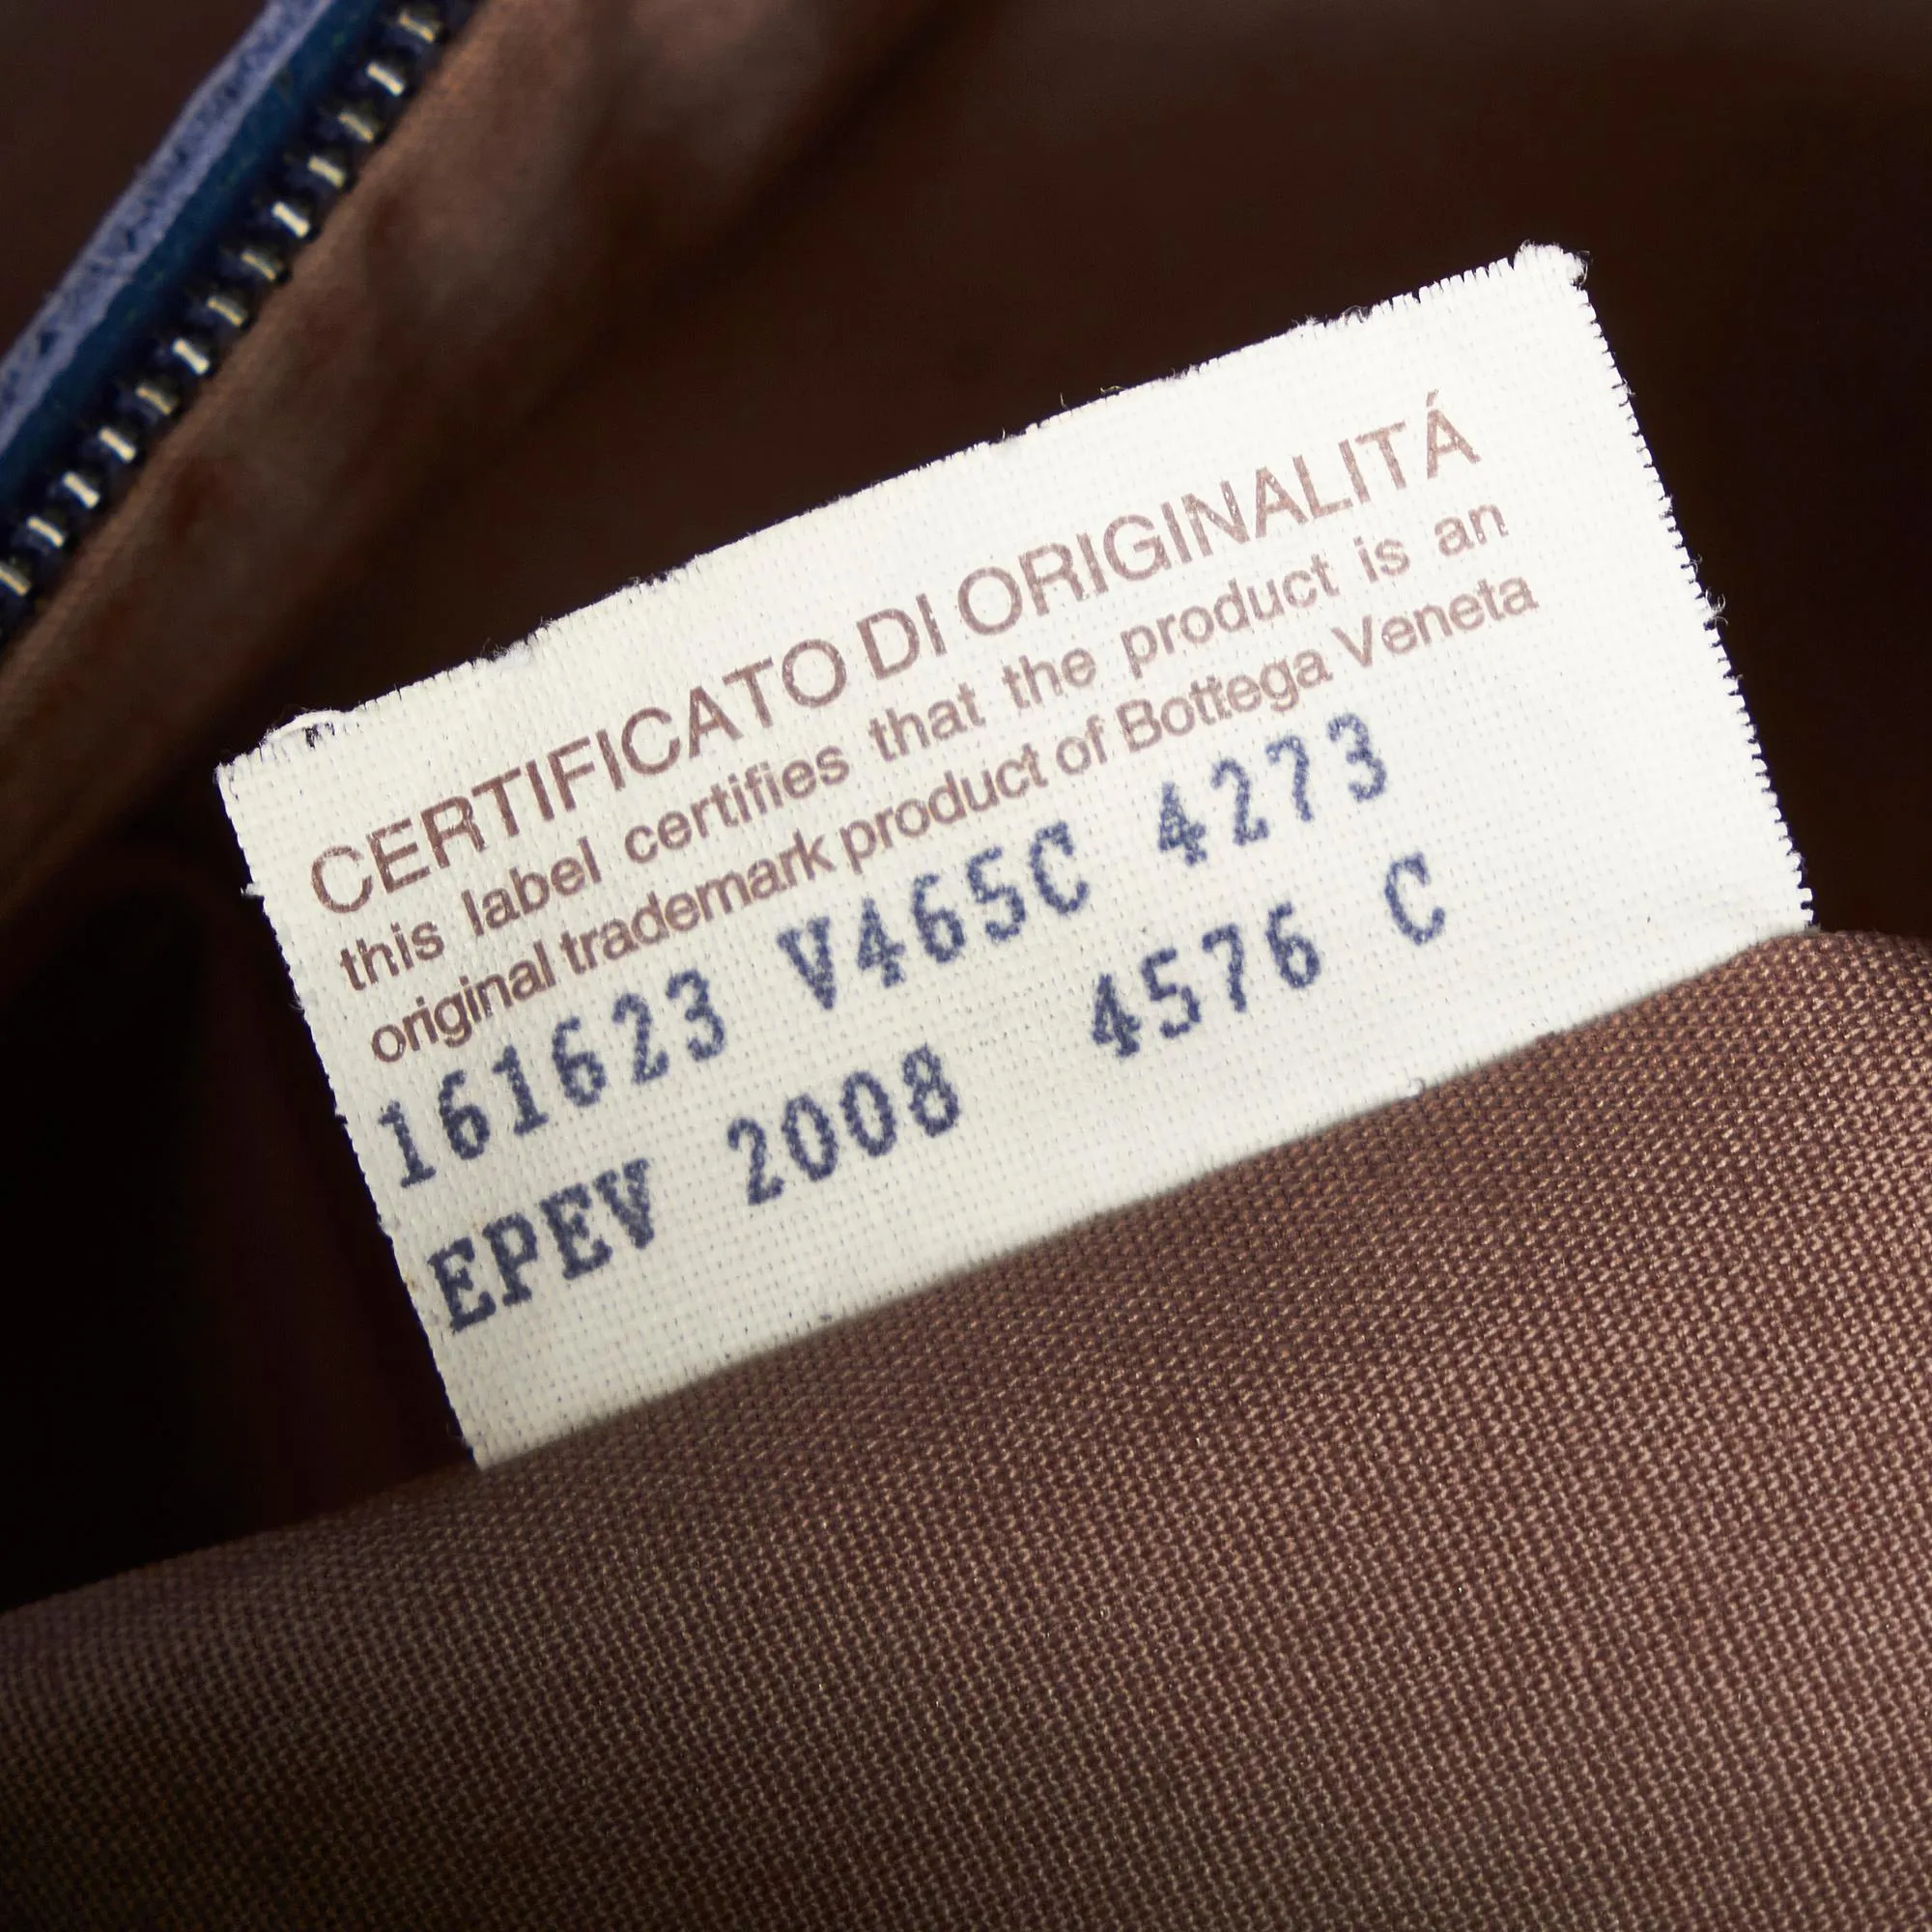 CERTIFICATO DI ORIGINALITÁ
this label certifies that the product is an
original trademark product of Bottega Veneta
161623 V465C 4273
EPEV 2008 4576 C